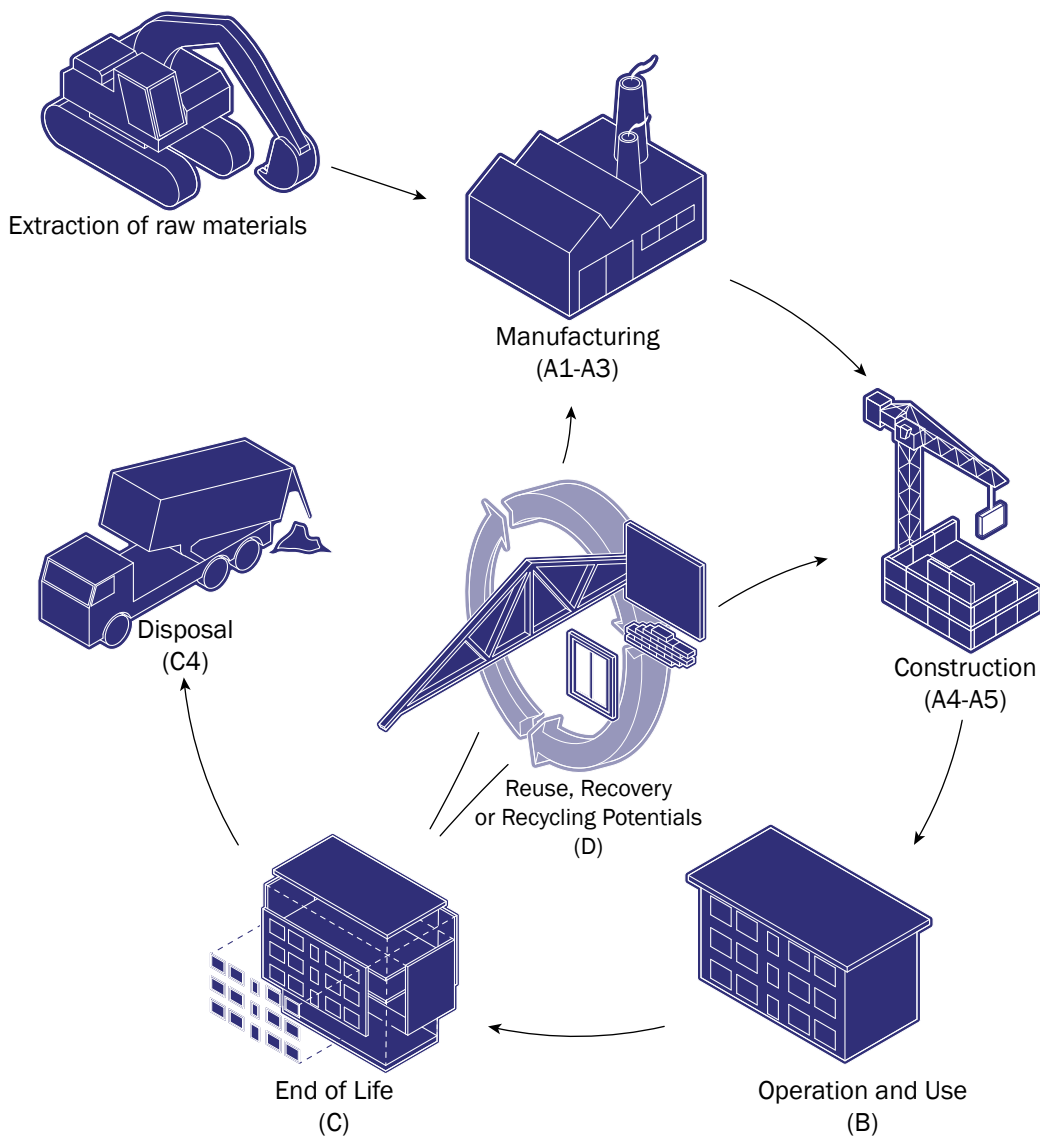 Extraction of raw materials
Manufacturing
(A1-A3)
Disposal
(C4)
Construction
(A4-A5)
Reuse, Recovery
or Recycling Potentials
(D)
End of Life
(C)
Operation and Use
(B)